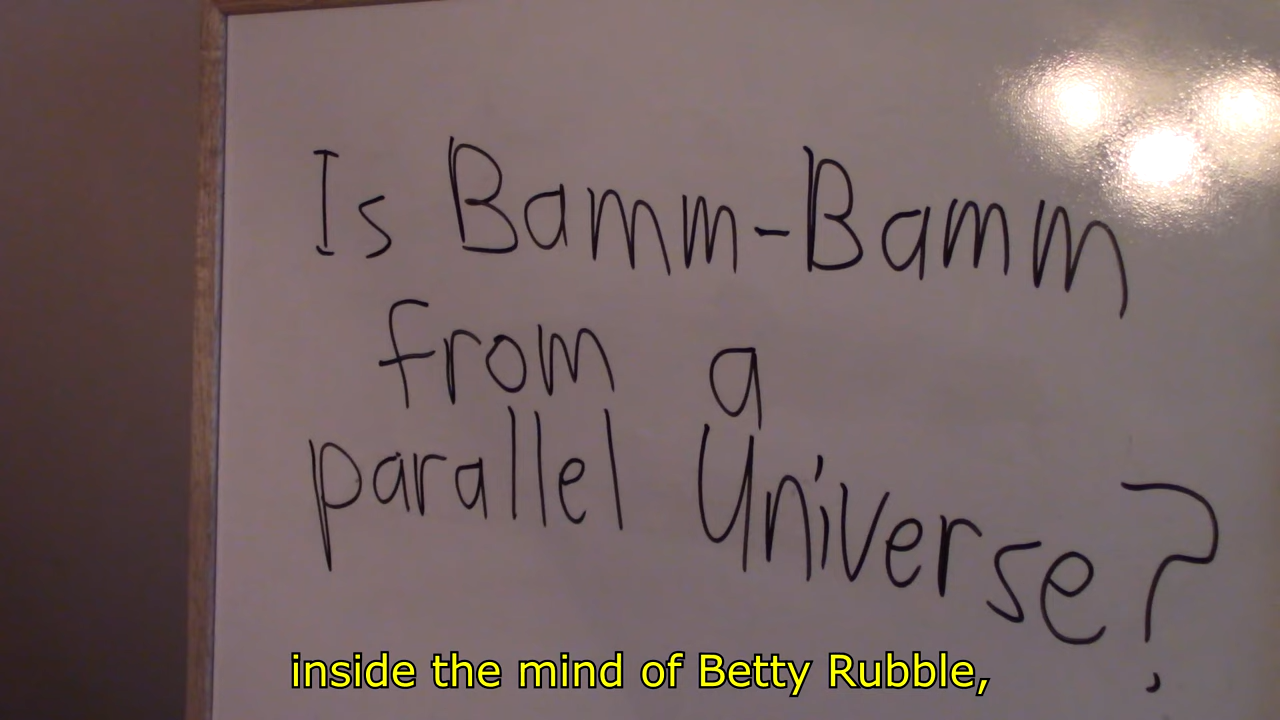 Is Bamm-Bamm
from a
parallel Universe?
inside the mind of Betty Rubble,